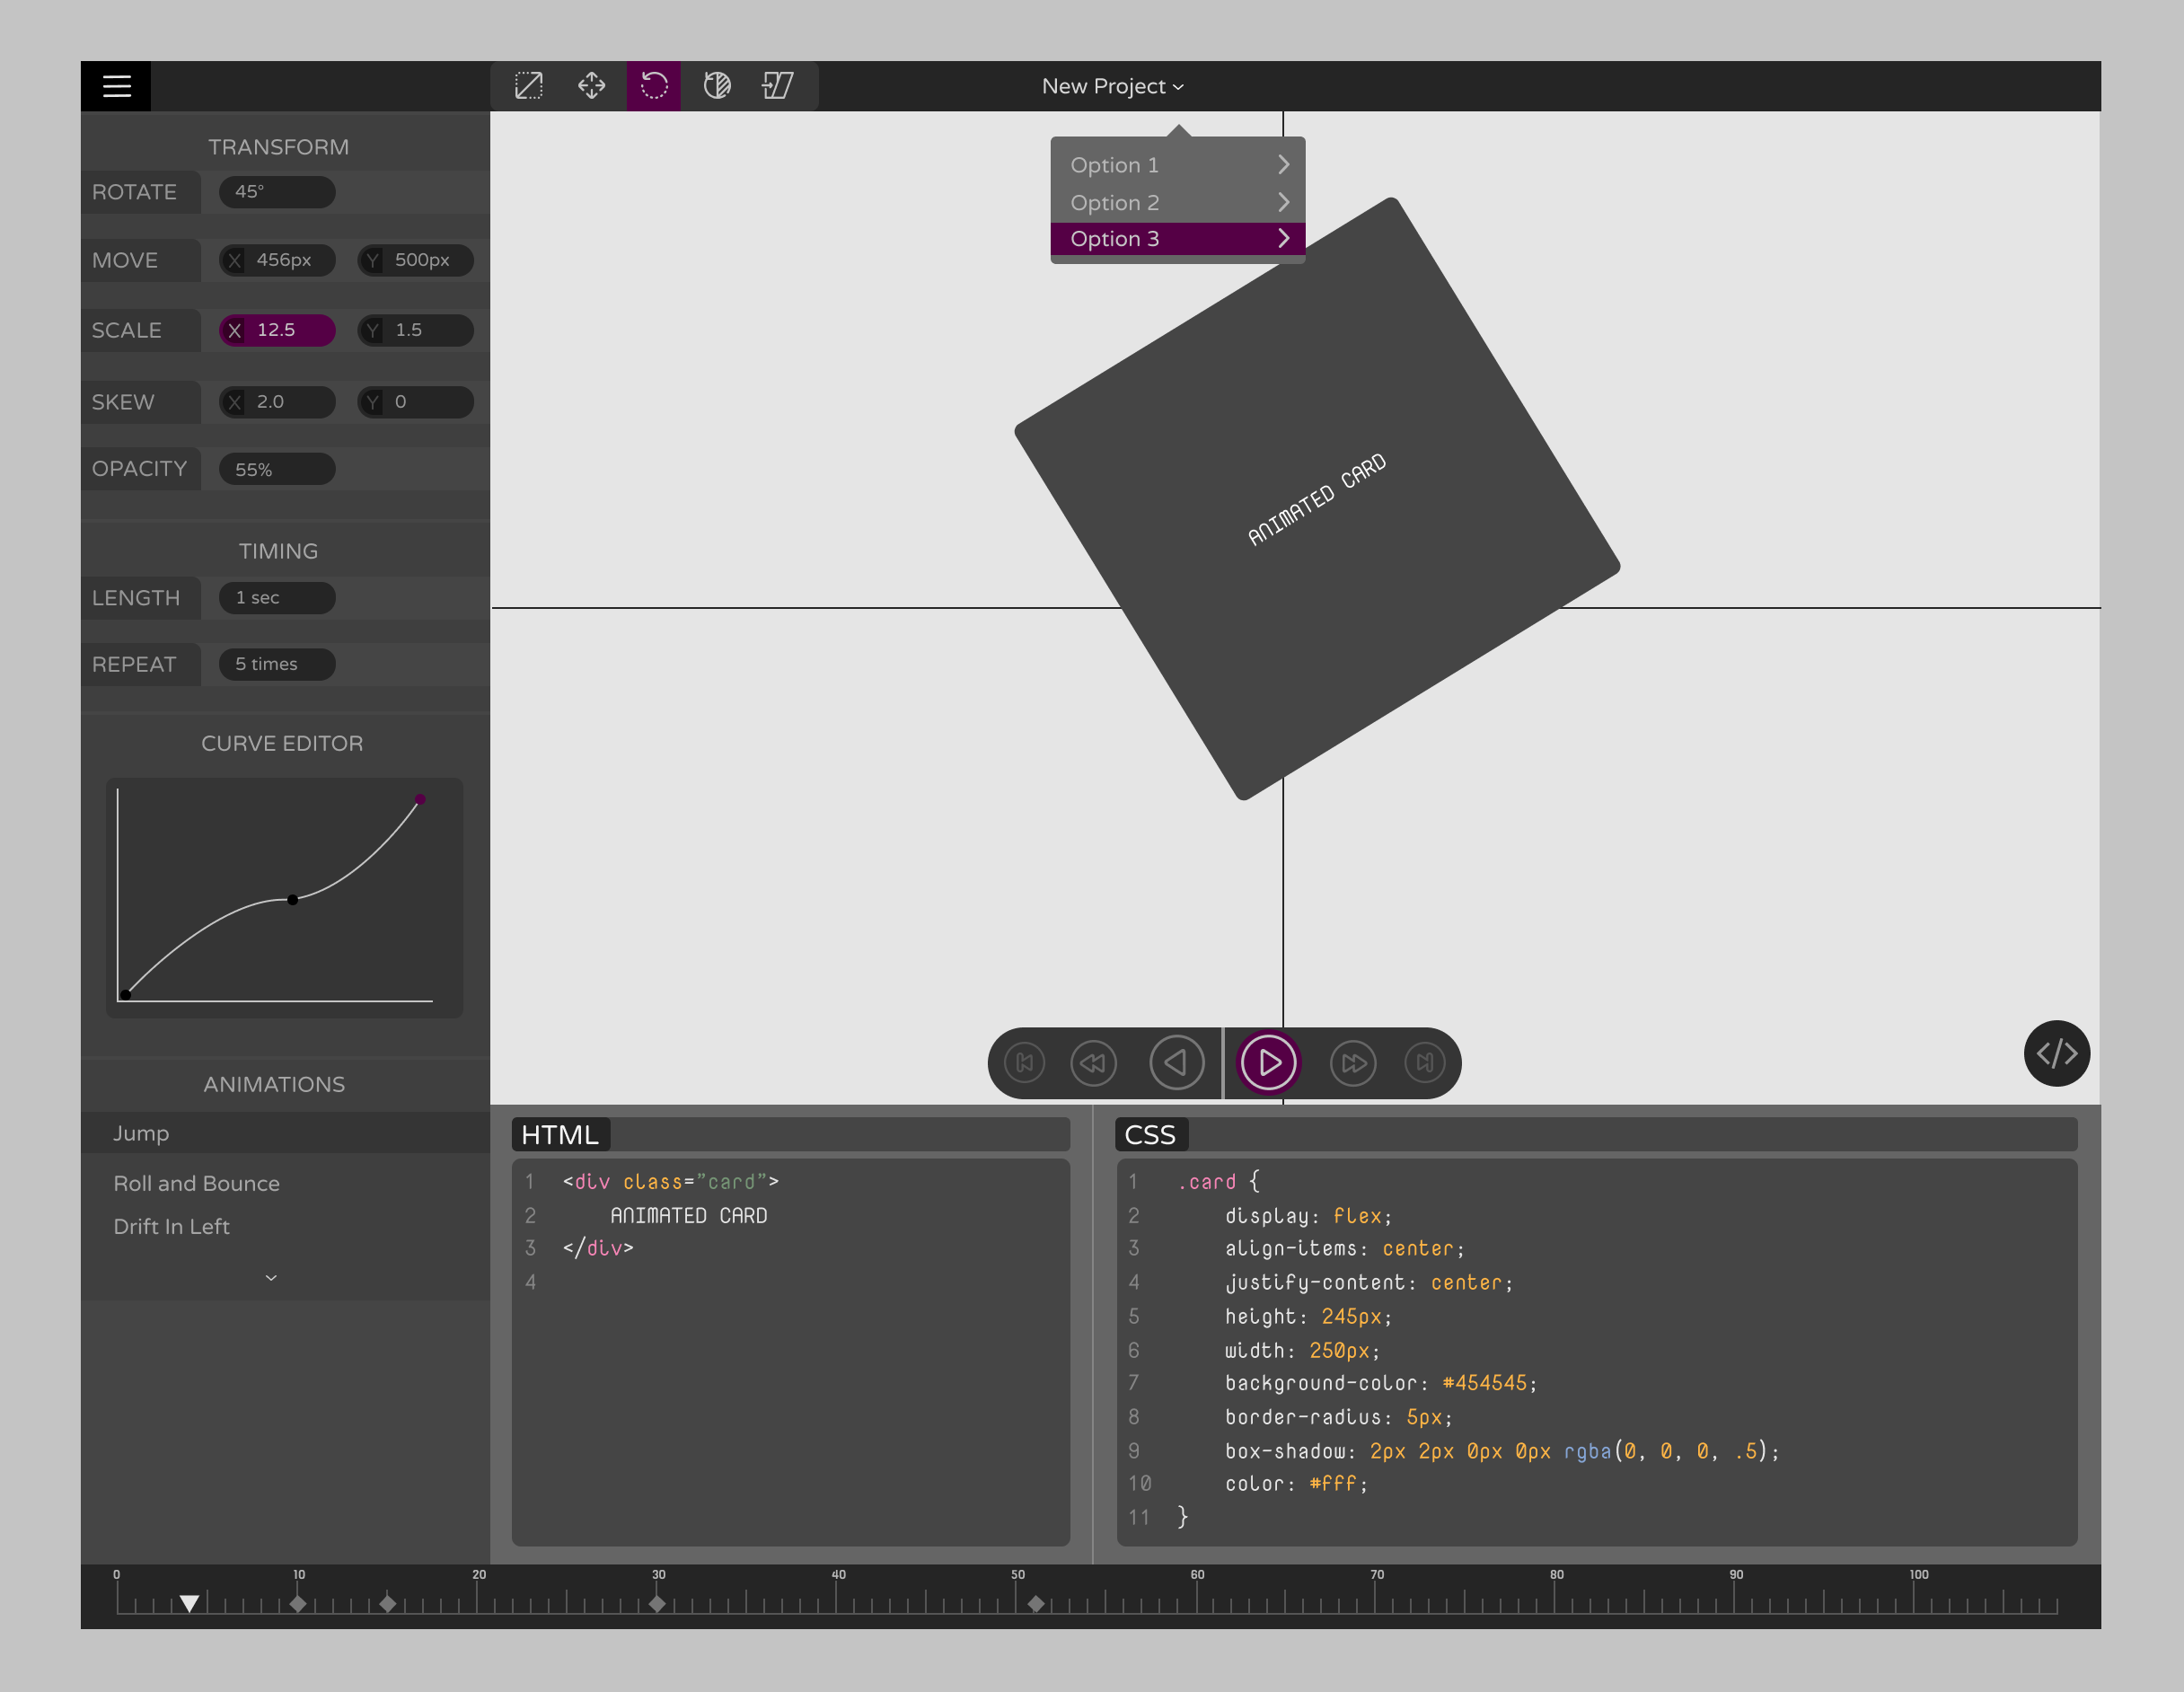 New Project
Option 1
Option 2
Option 3
TRANSFORM
ROTATE 45°
MOVE X 456px Y 500px
SCALE X 12.5 Y 1.5
SKEW X 2.0 Y 0
OPACITY 55%
TIMING
LENGTH 1 sec
REPEAT 5 times
CURVE EDITOR
ANIMATIONS
Jump
Roll and Bounce
Drift In Left
ANIMATED CARD
</>
HTML
1 <div class="card">
2 ANIMATED CARD
3 </div>
4
CSS
1 .card {
2 display: flex;
3 align-items: center;
4 justify-content: center;
5 height: 245px;
6 width: 250px;
7 background-color: #454545;
8 border-radius: 5px;
9 box-shadow: 2px 2px 0px 0px rgba(0, 0, 0, .5);
10 color: #fff;
11 }
0 10 20 30 40 50 60 70 80 90 100